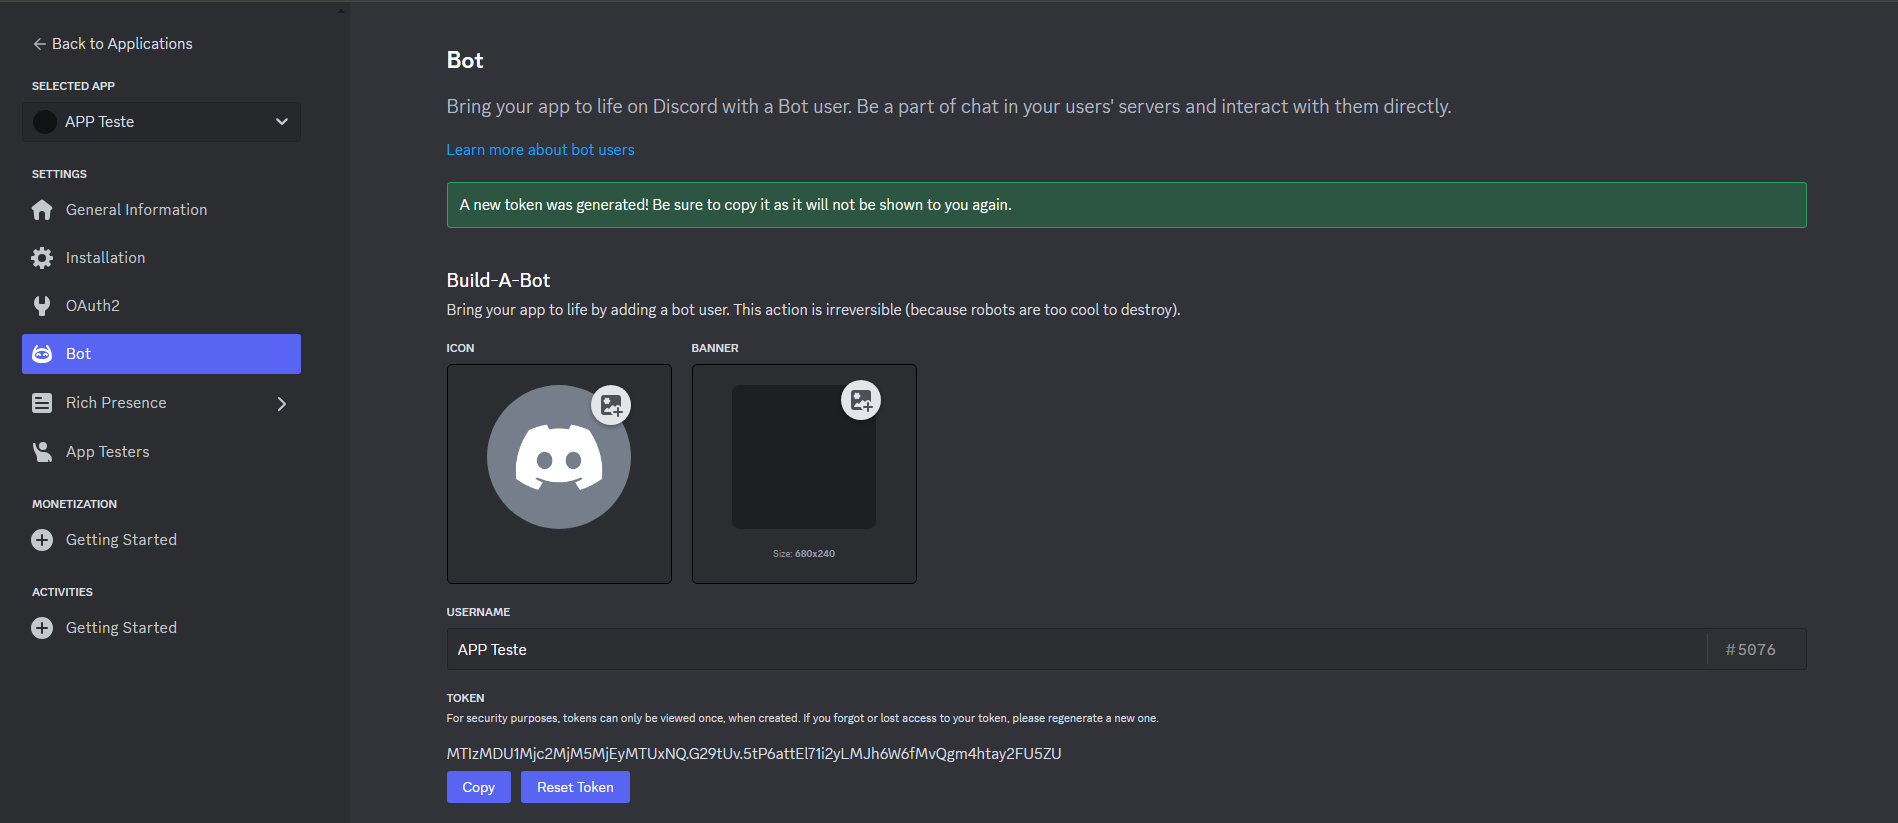 Back to Applications
SELECTED APP
APP Teste
SETTINGS
General Information
Installation
OAuth2
Bot
Rich Presence
App Testers
MONETIZATION
Getting Started
ACTIVITIES
Getting Started
Bot
Bring your app to life on Discord with a Bot user. Be a part of chat in your users' servers and interact with them directly.
Learn more about bot users
A new token was generated! Be sure to copy it as it will not be shown to you again.
Build-A-Bot
Bring your app to life by adding a bot user. This action is irreversible (because robots are too cool to destroy).
ICON
BANNER
Size: 680x240
USERNAME
APP Teste
#5076
TOKEN
For security purposes, tokens can only be viewed once, when created. If you forgot or lost access to your token, please regenerate a new one.
Copy
Reset Token